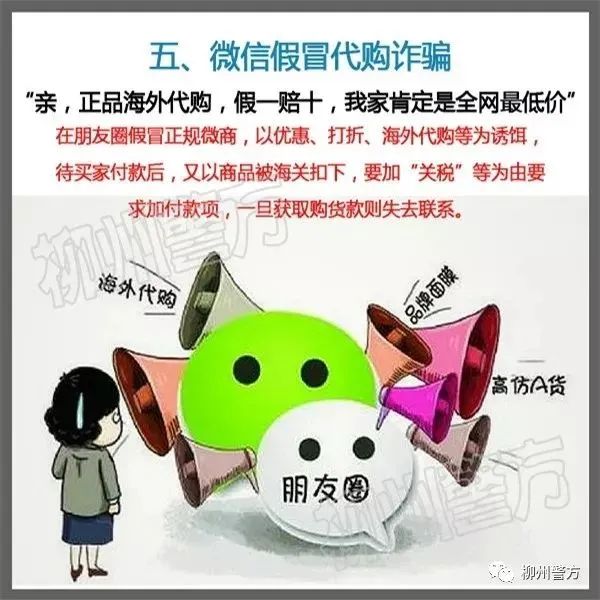 五、微信假冒代购诈骗
“亲，正品海外代购，假一赔十，我家肯定是全网最低价”
在朋友圈假冒正规微商，以优惠、打折、海外代购等为诱饵，
待买家付款后，又以商品被海关扣下，要加“关税”等为由要
求加付款项，一旦获取购货款则失去联系。
柳州警方
海外代购
品牌面膜
高仿A货
朋友圈
柳州警方
柳州警方